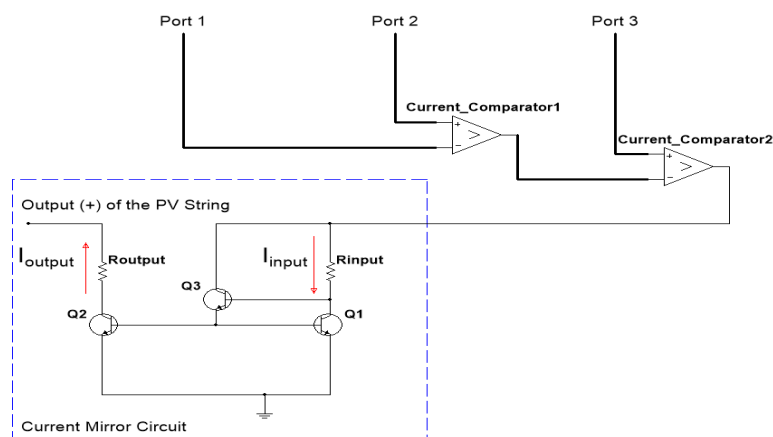 Port 1
Port 2
Port 3
Current_Comparator1
+
>
−
Current_Comparator2
+
>
−
Output (+) of the PV String
Ioutput
Routput
Iinput
Rinput
Q3
Q2
Q1
Current Mirror Circuit